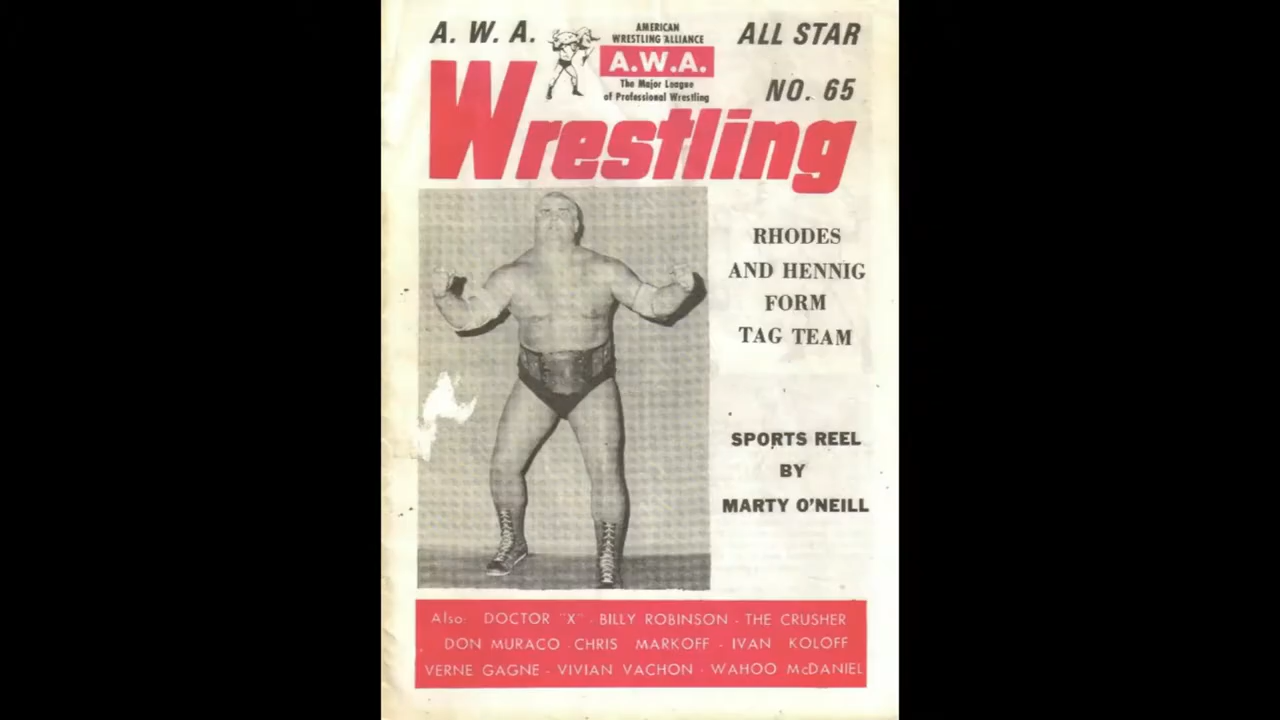 A. W. A.
AMERICAN
WRESTLING ALLIANCE
A.W.A.
The Major League
of Professional Wrestling
ALL STAR
NO. 65
Wrestling
RHODES
AND HENNIG
FORM
TAG TEAM
SPORTS REEL
BY
MARTY O'NEILL
Also: DOCTOR "X" - BILLY ROBINSON - THE CRUSHER
DON MURACO - CHRIS MARKOFF - IVAN KOLOFF
VERNE GAGNE - VIVIAN VACHON - WAHOO McDANIEL